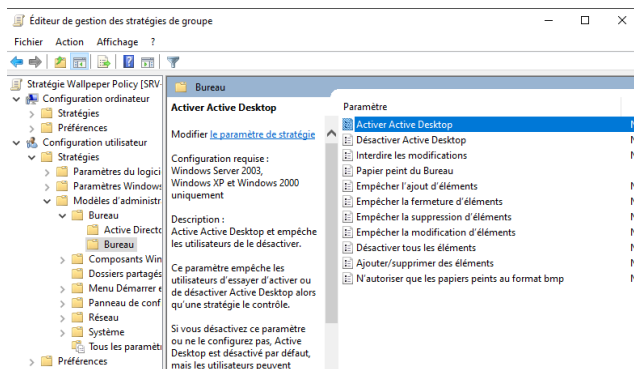 Éditeur de gestion des stratégies de groupe
Fichier Action Affichage ?
Stratégie Wallpeper Policy [SRV-
Configuration ordinateur
Stratégies
Préférences
Configuration utilisateur
Stratégies
Paramètres du logici
Paramètres Windows
Modèles d'administr
Bureau
Active Directo
Bureau
Composants Win
Dossiers partagés
Menu Démarrer e
Panneau de conf
Réseau
Système
Tous les paramèt
Préférences
Bureau
Activer Active Desktop
Modifier le paramètre de stratégie
Configuration requise :
Windows Server 2003,
Windows XP et Windows 2000
uniquement
Description :
Active Active Desktop et empêche
les utilisateurs de le désactiver.
Ce paramètre empêche les
utilisateurs d'essayer d'activer ou
de désactiver Active Desktop alors
qu'une stratégie le contrôle.
Si vous désactivez ce paramètre
ou ne le configurez pas, Active
Desktop est désactivé par défaut,
mais les utilisateurs peuvent
Paramètre
Activer Active Desktop
Désactiver Active Desktop
Interdire les modifications
Papier peint du Bureau
Empêcher l'ajout d'éléments
Empêcher la fermeture d'éléments
Empêcher la suppression d'éléments
Empêcher la modification d'éléments
Désactiver tous les éléments
Ajouter/supprimer des éléments
N'autoriser que les papiers peints au format bmp